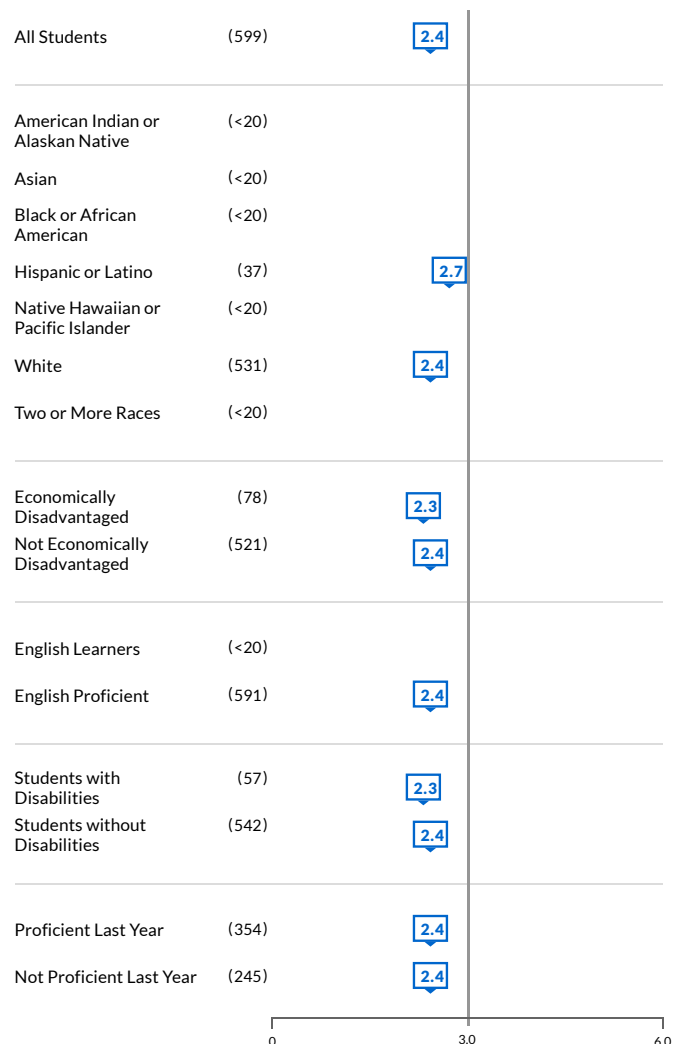 All Students (599) 2.4
American Indian or (<20)
Alaskan Native
Asian (<20)
Black or African (<20)
American
Hispanic or Latino (37) 2.7
Native Hawaiian or (<20)
Pacific Islander
White (531) 2.4
Two or More Races (<20)
Economically (78) 2.3
Disadvantaged
Not Economically (521) 2.4
Disadvantaged
English Learners (<20)
English Proficient (591) 2.4
Students with (57) 2.3
Disabilities
Students without (542) 2.4
Disabilities
Proficient Last Year (354) 2.4
Not Proficient Last Year (245) 2.4
0 3.0 6.0